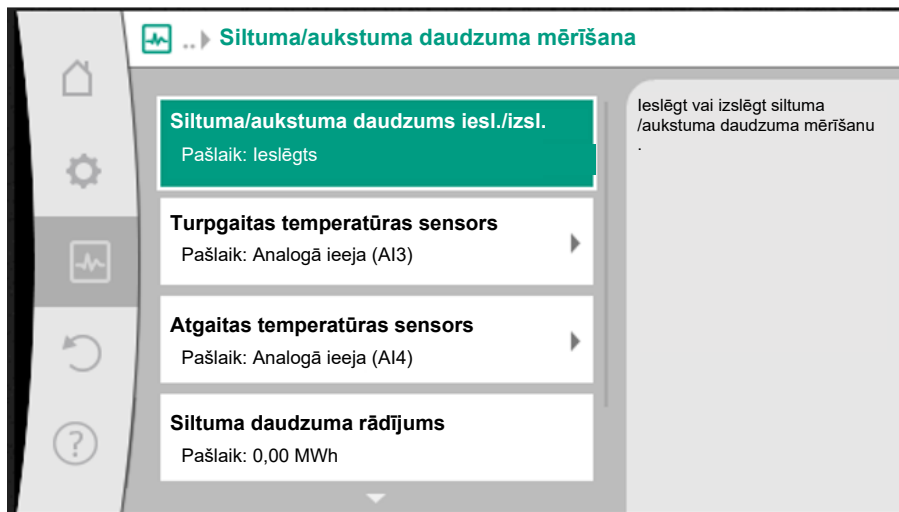 .. Siltuma/aukstuma daudzuma mērīšana
Siltuma/aukstuma daudzums iesl./izsl.
Pašlaik: Ieslēgts
Turpgaitas temperatūras sensors
Pašlaik: Analogā ieeja (AI3)
Atgaitas temperatūras sensors
Pašlaik: Analogā ieeja (AI4)
Siltuma daudzuma rādījums
Pašlaik: 0,00 MWh
Ieslēgt vai izslēgt siltuma
/aukstuma daudzuma mērīšanu
.
?